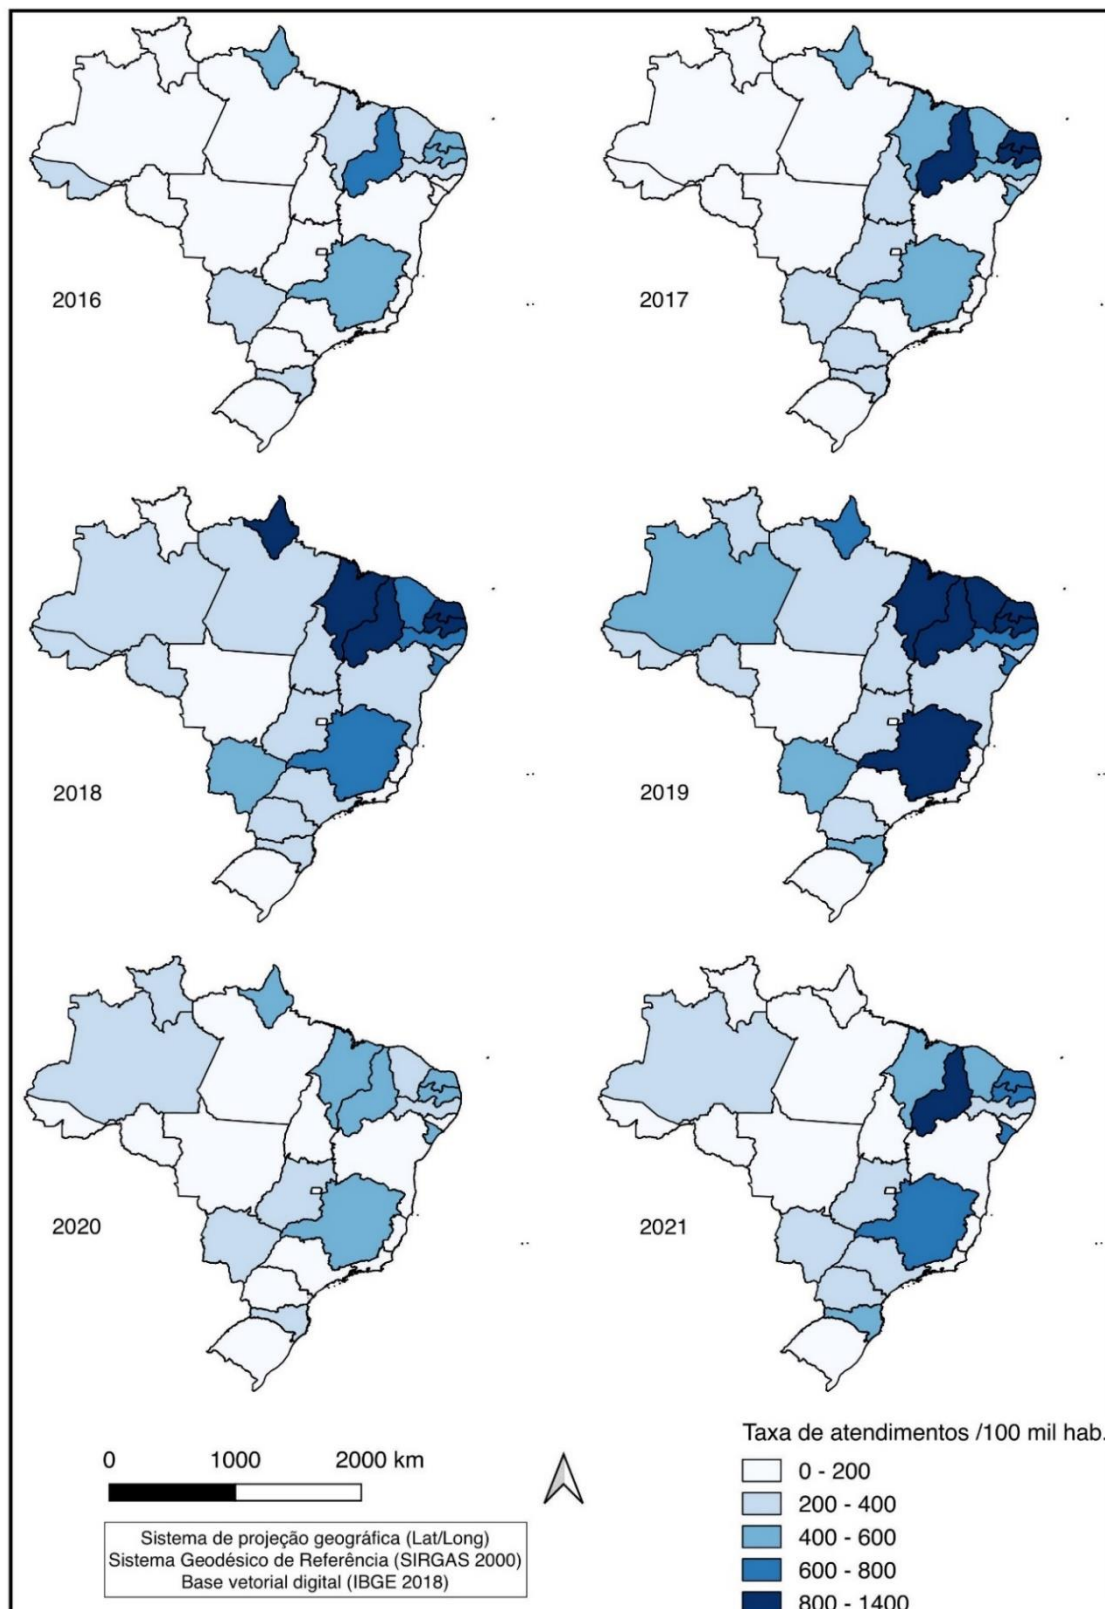 2016
2017
2018
2019
2020
2021
0 1000 2000 km
Sistema de projeção geográfica (Lat/Long)
Sistema Geodésico de Referência (SIRGAS 2000)
Base vetorial digital (IBGE 2018)
Taxa de atendimentos /100 mil hab.
0 - 200
200 - 400
400 - 600
600 - 800
800 - 1400